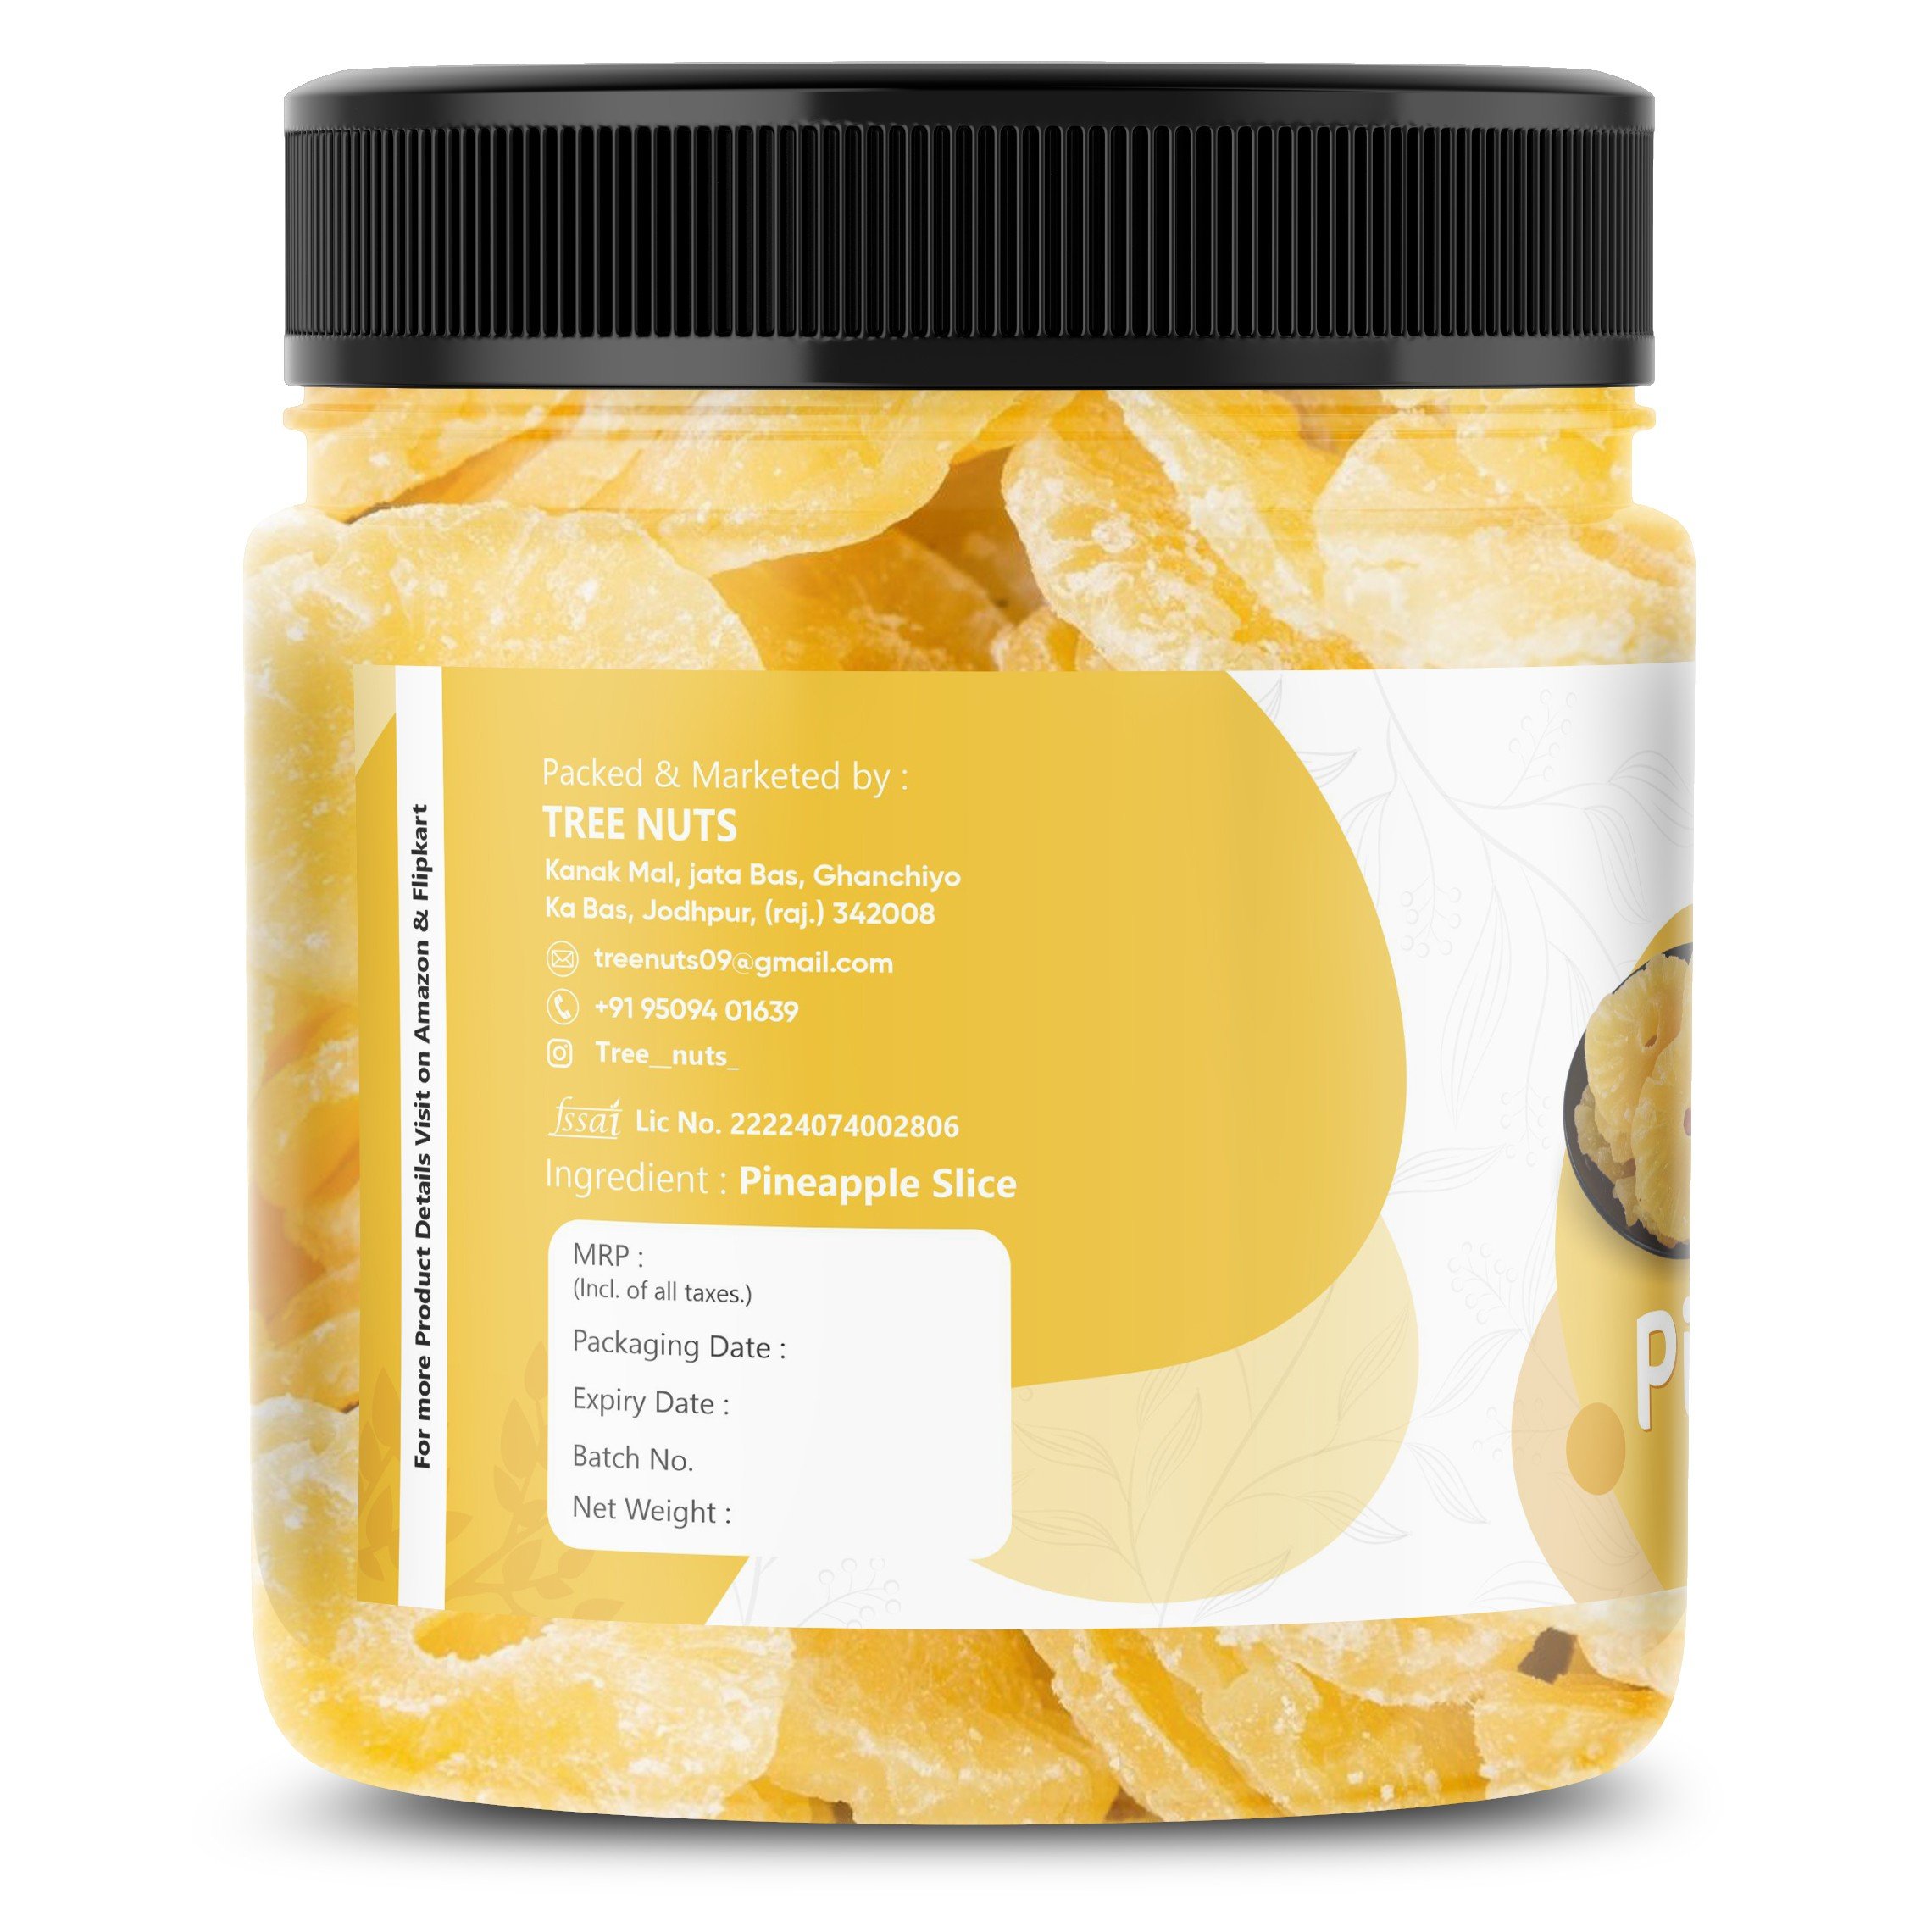 Packed & Marketed by :
TREE NUTS
Kanak Mal, jata Bas, Ghanchiyo
Ka Bas, Jodhpur, (raj.) 342008
treenuts09@gmail.com
+91 95094 01639
Tree__nuts_
fssai Lic No. 22224074002806
Ingredient : Pineapple Slice
MRP :
(Incl. of all taxes.)
Packaging Date :
Expiry Date :
Batch No.
Net Weight :
For more Product Details Visit on Amazon & Flipkart
Pi